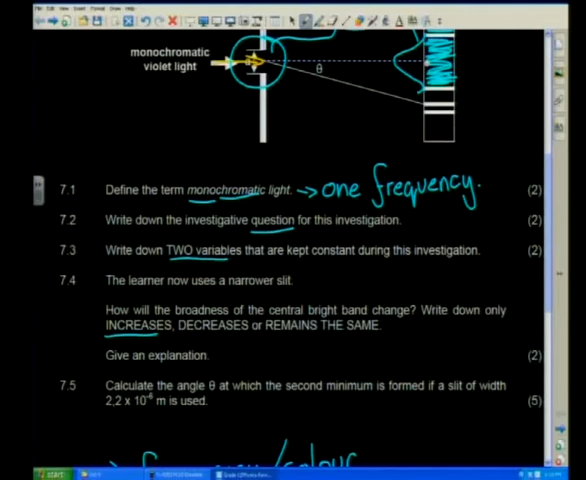 monochromatic
violet light
θ
7.1 Define the term monochromatic light. → one frequency. (2)
7.2 Write down the investigative question for this investigation. (2)
7.3 Write down TWO variables that are kept constant during this investigation. (2)
7.4 The learner now uses a narrower slit.
How will the broadness of the central bright band change? Write down only
INCREASES, DECREASES or REMAINS THE SAME.
Give an explanation. (2)
7.5 Calculate the angle θ at which the second minimum is formed if a slit of width
2,2 x 10⁻⁶ m is used. (5)
→ frequency/colour